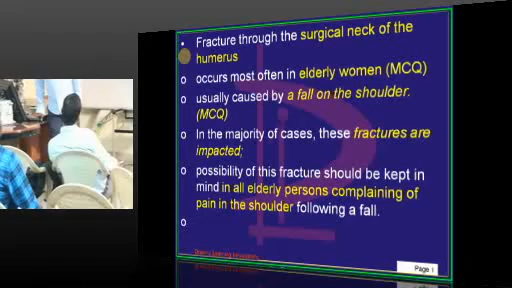 • Fracture through the surgical neck of the
humerus
o occurs most often in elderly women (MCQ)
o usually caused by a fall on the shoulder.
(MCQ)
o In the majority of cases, these fractures are
impacted;
o possibility of this fracture should be kept in
mind in all elderly persons complaining of
pain in the shoulder following a fall.
o
Page 1